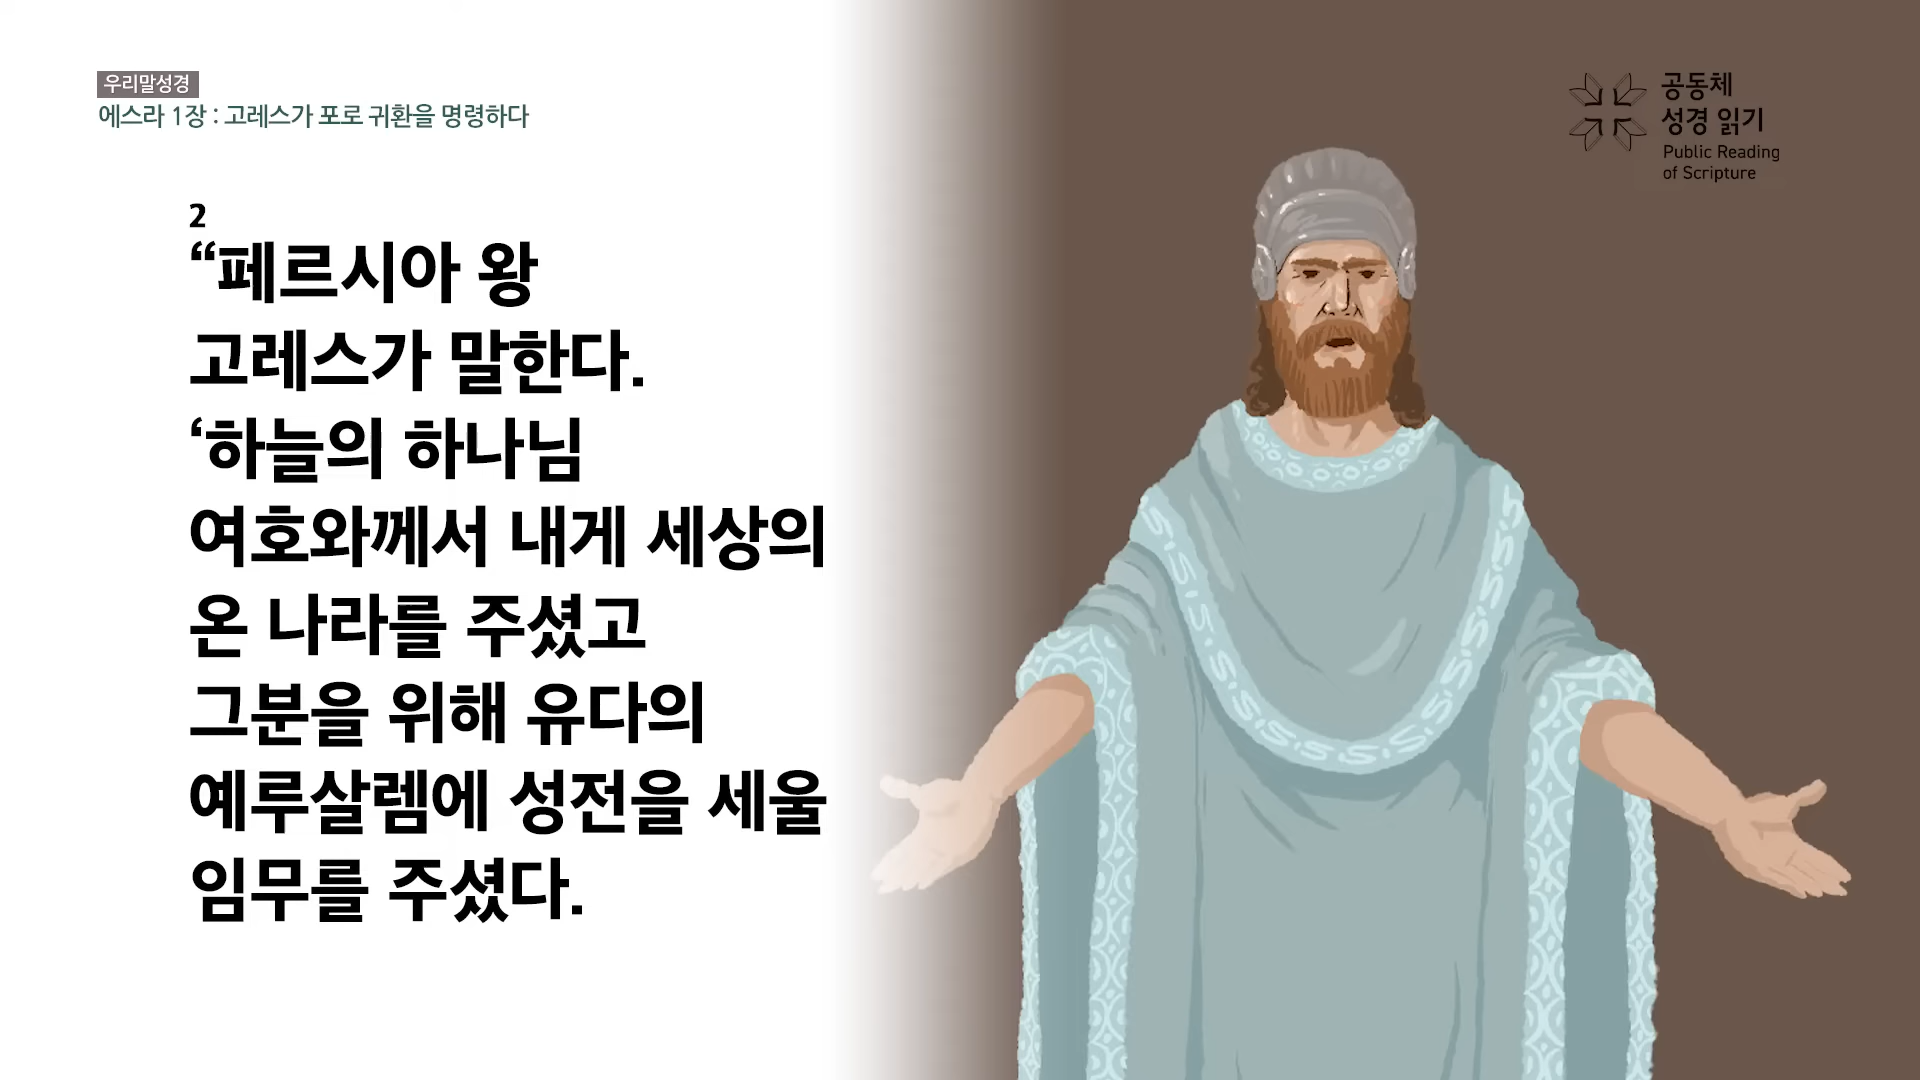 우리말성경
에스라 1장 : 고레스가 포로 귀환을 명령하다
공동체
성경 읽기
Public Reading
of Scripture
2
“페르시아 왕
고레스가 말한다.
‘하늘의 하나님
여호와께서 내게 세상의
온 나라를 주셨고
그분을 위해 유다의
예루살렘에 성전을 세울
임무를 주셨다.